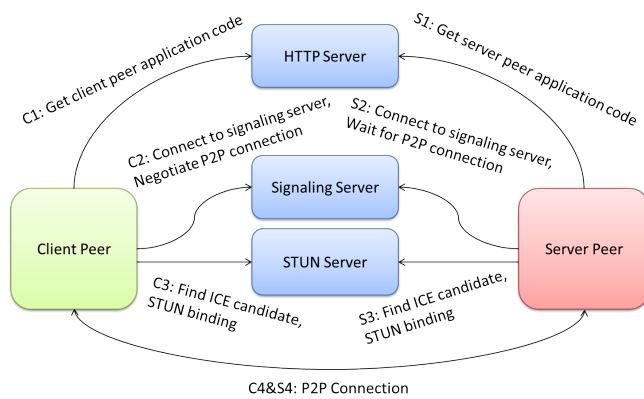 C1: Get client peer application code
S1: Get server peer application code
HTTP Server
C2: Connect to signaling server,
Negotiate P2P connection
S2: Connect to signaling server,
Wait for P2P connection
Signaling Server
Client Peer
Server Peer
STUN Server
C3: Find ICE candidate,
STUN binding
S3: Find ICE candidate,
STUN binding
C4&S4: P2P Connection